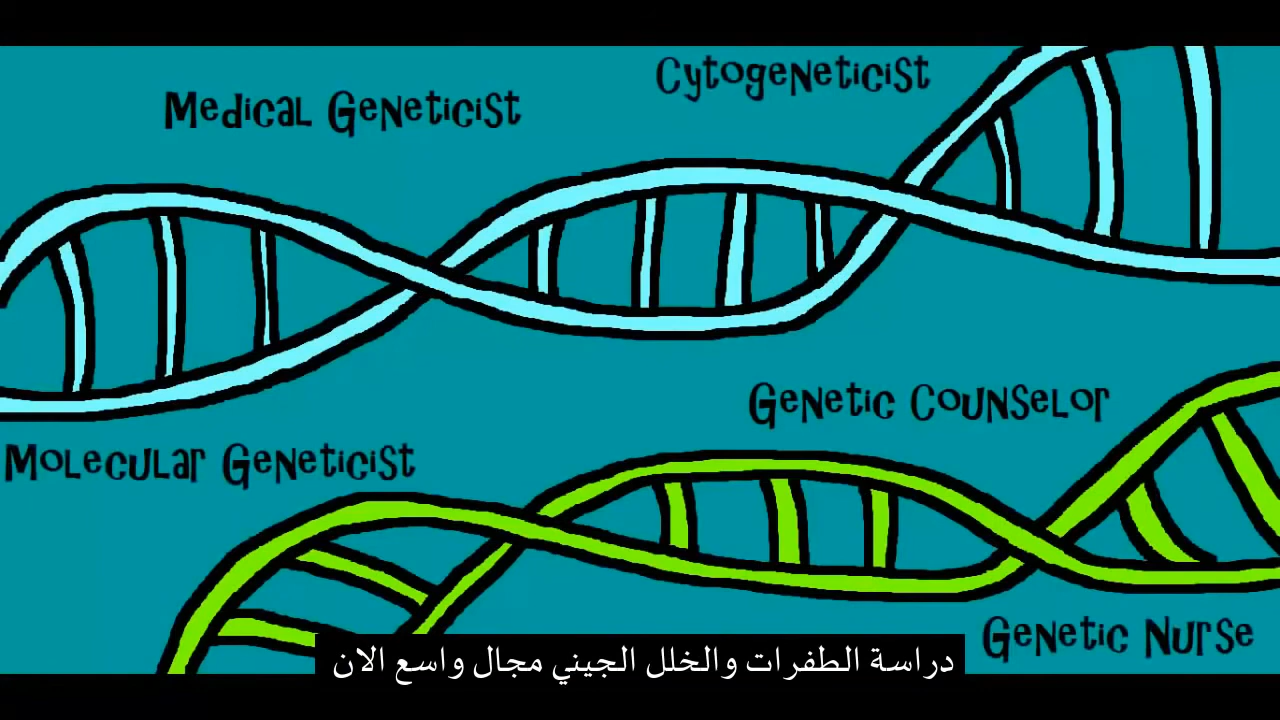 Cytogeneticist
Medical Geneticist
Genetic Counselor
Molecular Geneticist
Genetic Nurse
دراسة الطفرات والخلل الجيني مجال واسع الان